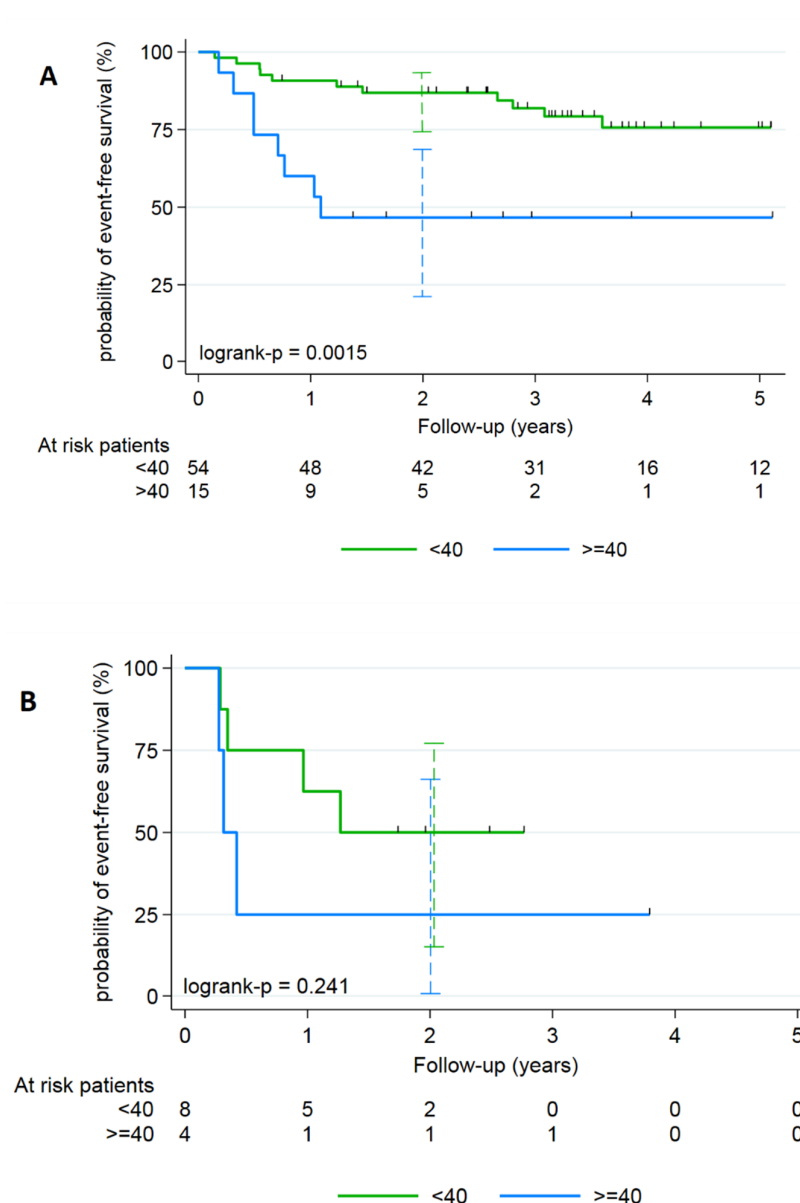 A
probability of event-free survival (%)
100
75
50
25
0
logrank-p = 0.0015
0 1 2 3 4 5
Follow-up (years)
At risk patients
<40 54 48 42 31 16 12
>40 15 9 5 2 1 1
<40 >=40
B
probability of event-free survival (%)
100
75
50
25
0
logrank-p = 0.241
0 1 2 3 4 5
Follow-up (years)
At risk patients
<40 8 5 2 0 0 0
>=40 4 1 1 1 0 0
<40 >=40